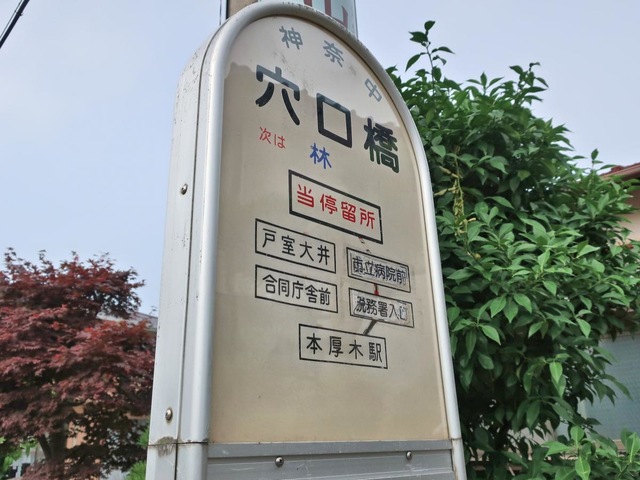 神奈中
穴口橋
次は 林
当停留所
戸室大井
市立病院前
合同庁舎前
税務署入口
本厚木駅